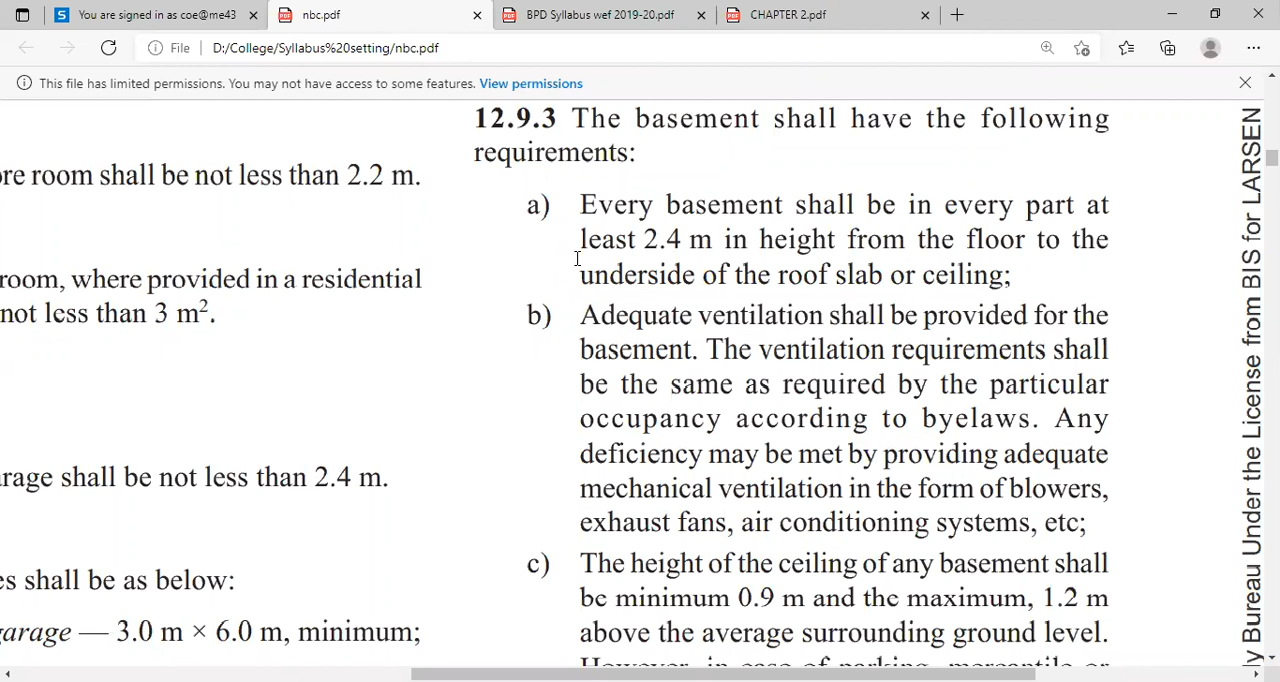 You are signed in as coe@me43
nbc.pdf
BPD Syllabus wef 2019-20.pdf
CHAPTER 2.pdf
File
D:/College/Syllabus%20setting/nbc.pdf
This file has limited permissions. You may not have access to some features. View permissions
ore room shall be not less than 2.2 m.
room, where provided in a residential
not less than 3 m².
arage shall be not less than 2.4 m.
es shall be as below:
garage — 3.0 m × 6.0 m, minimum;
12.9.3 The basement shall have the following
requirements:
a) Every basement shall be in every part at
least 2.4 m in height from the floor to the
underside of the roof slab or ceiling;
b) Adequate ventilation shall be provided for the
basement. The ventilation requirements shall
be the same as required by the particular
occupancy according to byelaws. Any
deficiency may be met by providing adequate
mechanical ventilation in the form of blowers,
exhaust fans, air conditioning systems, etc;
c) The height of the ceiling of any basement shall
be minimum 0.9 m and the maximum, 1.2 m
above the average surrounding ground level.
However, in case of parking, mercantile or
y Bureau Under the License from BIS for LARSEN